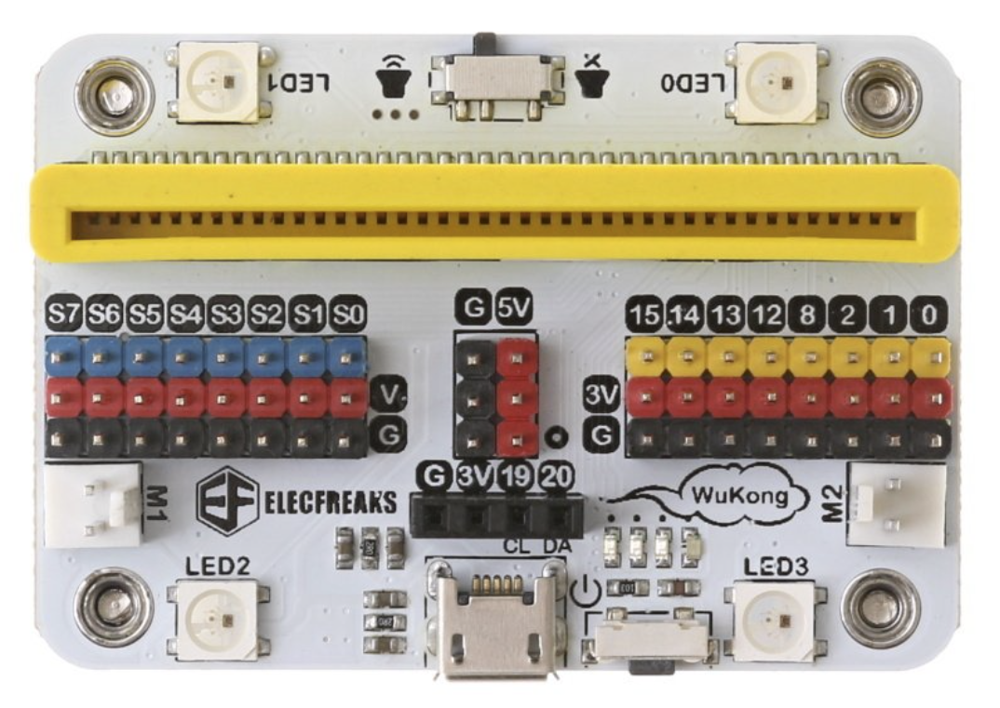 LED1 LED0
S7 S6 S5 S4 S3 S2 S1 S0 G 5V 15 14 13 12 8 2 1 0
V 3V
G G
G 3V 19 20
M1 ELECFREAKS WuKong M2
CL DA
LED2 LED3